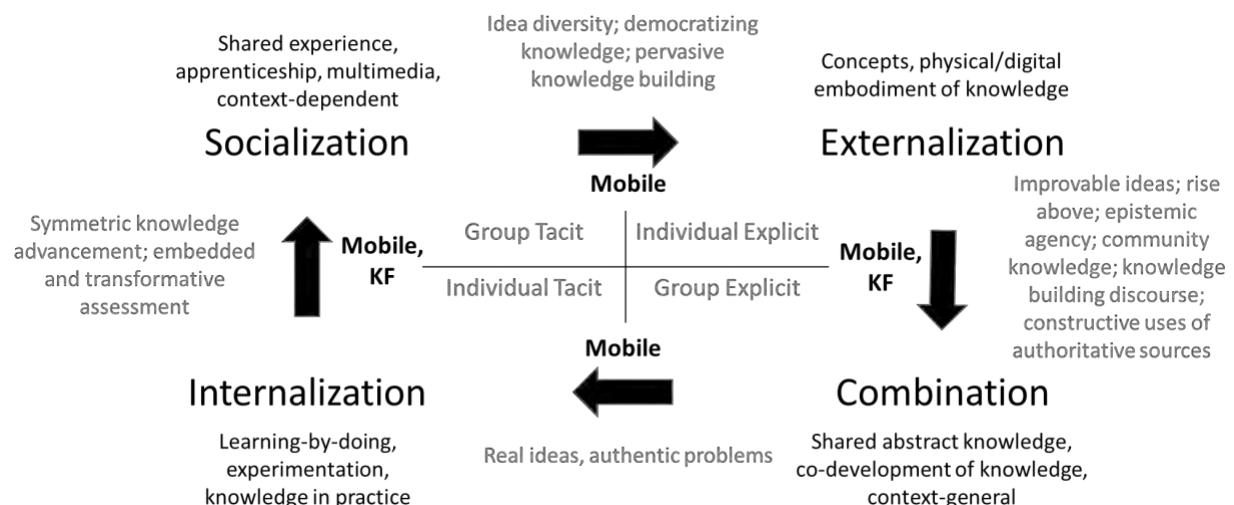 Idea diversity; democratizing
knowledge; pervasive
knowledge building
Shared experience,
apprenticeship, multimedia,
context-dependent
Concepts, physical/digital
embodiment of knowledge
Socialization
Externalization
Mobile
Symmetric knowledge
advancement; embedded
and transformative
assessment
Mobile,
KF
Group Tacit
Individual Explicit
Individual Tacit
Group Explicit
Mobile,
KF
Improvable ideas; rise
above; epistemic
agency; community
knowledge; knowledge
building discourse;
constructive uses of
authoritative sources
Mobile
Internalization
Combination
Learning-by-doing,
experimentation,
knowledge in practice
Real ideas, authentic problems
Shared abstract knowledge,
co-development of knowledge,
context-general